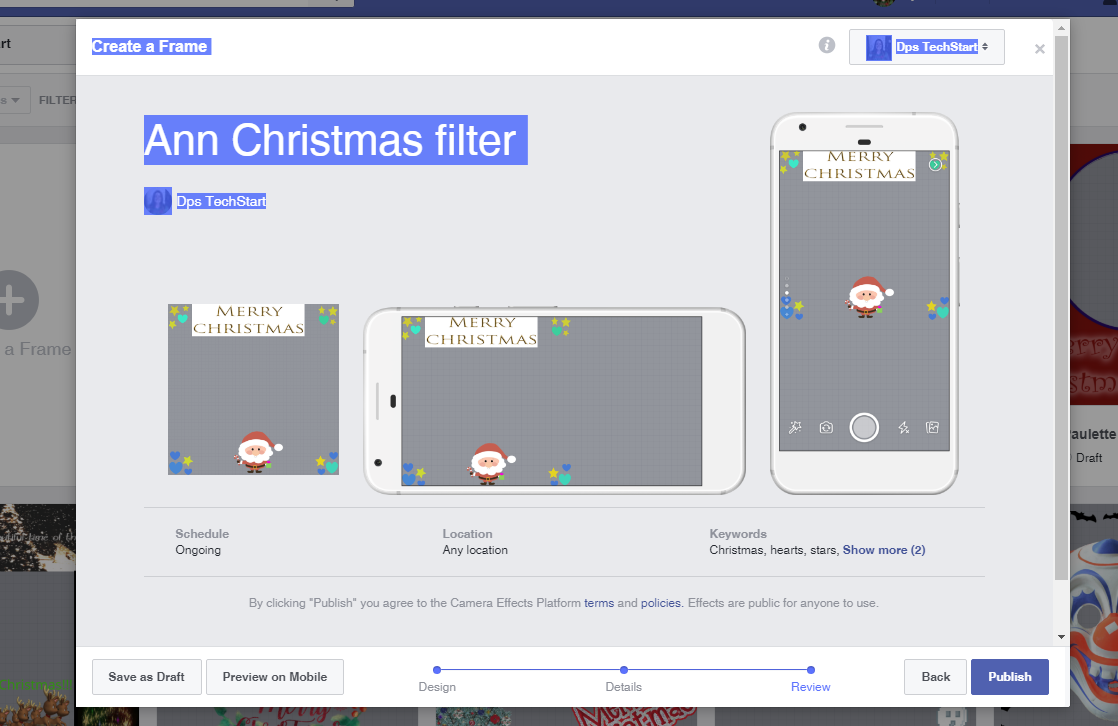 rt
s
FILTER
a Frame
Create a Frame
Dps TechStart
Ann Christmas filter
Dps TechStart
MERRY
CHRISTMAS
MERRY
CHRISTMAS
MERRY
CHRISTMAS
Schedule
Ongoing
Location
Any location
Keywords
Christmas, hearts, stars, Show more (2)
By clicking "Publish" you agree to the Camera Effects Platform terms and policies. Effects are public for anyone to use.
Save as Draft
Preview on Mobile
Design
Details
Review
Back
Publish
aulette
Draft
Christmas!!